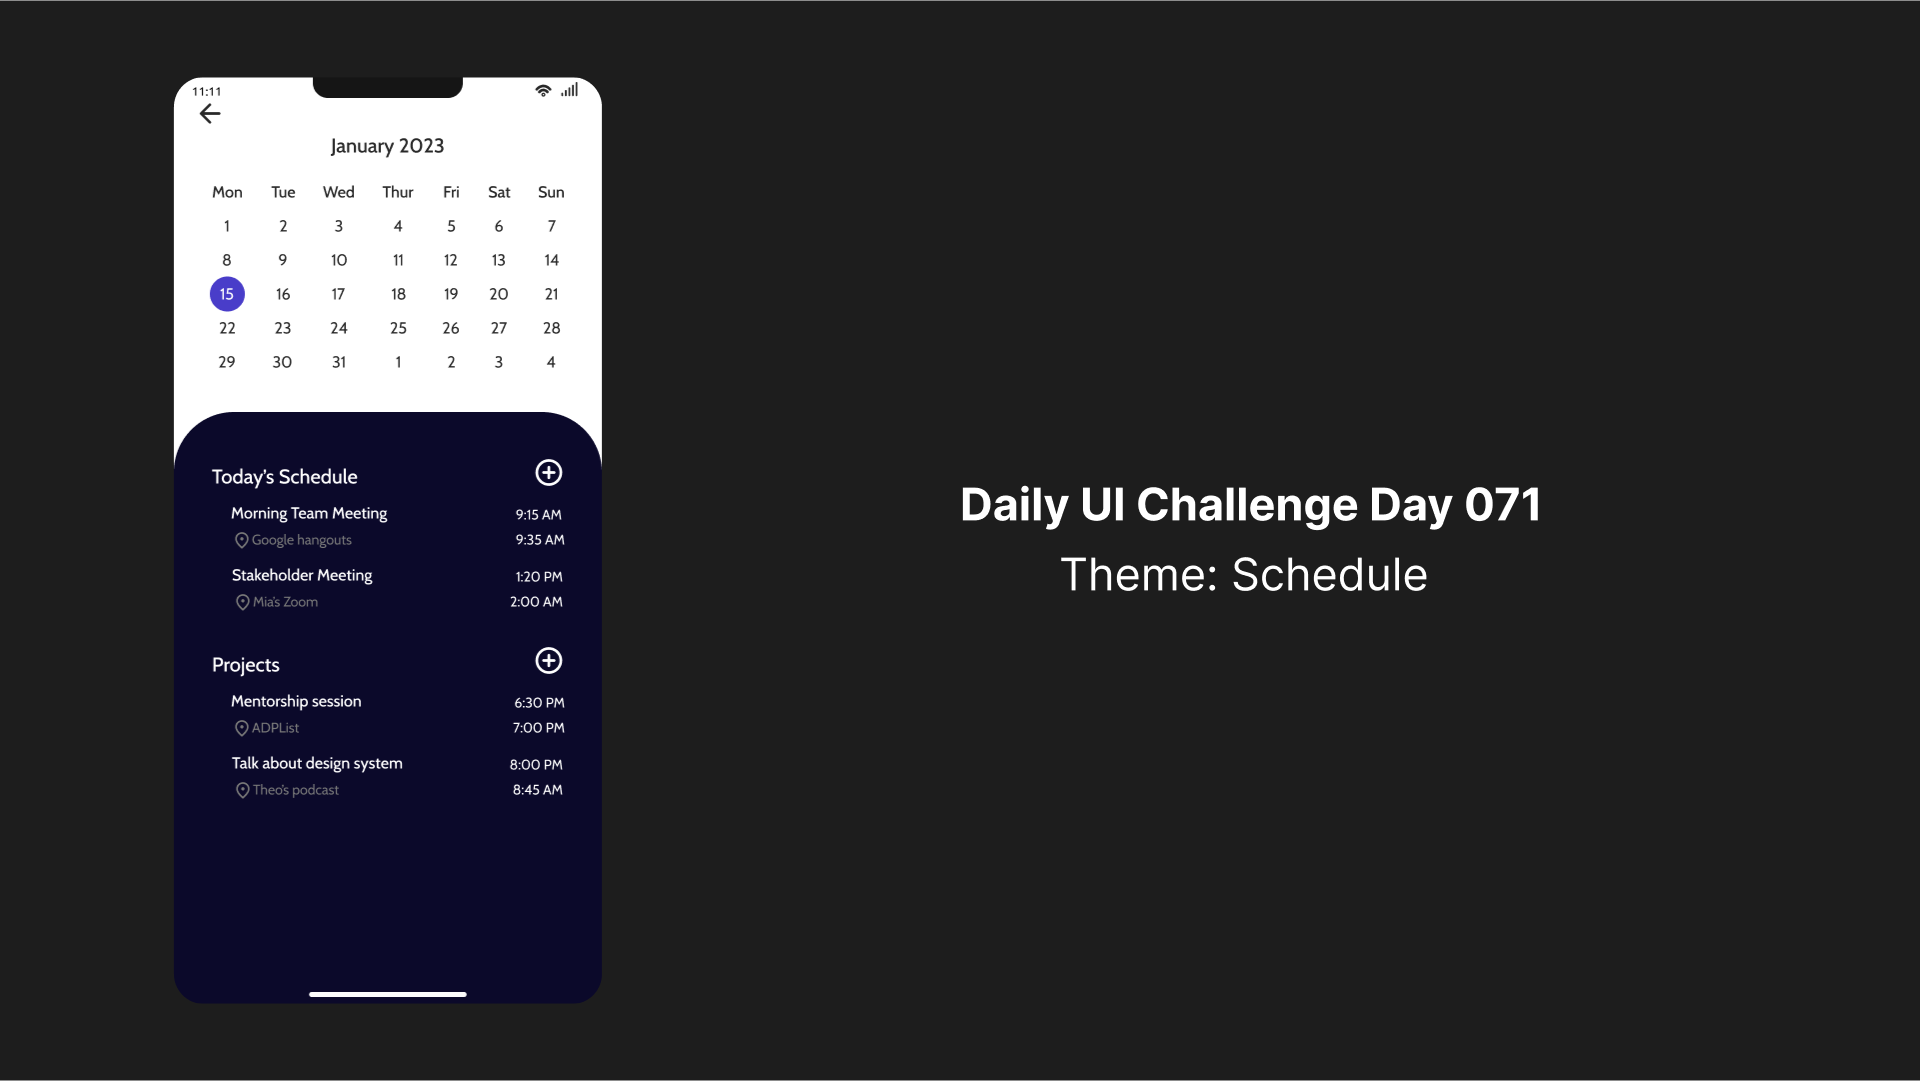 11:11
January 2023
Mon Tue Wed Thur Fri Sat Sun
1 2 3 4 5 6 7
8 9 10 11 12 13 14
15 16 17 18 19 20 21
22 23 24 25 26 27 28
29 30 31 1 2 3 4
Today's Schedule
Morning Team Meeting 9:15 AM
Google hangouts 9:35 AM
Stakeholder Meeting 1:20 PM
Mia's Zoom 2:00 AM
Projects
Mentorship session 6:30 PM
ADPList 7:00 PM
Talk about design system 8:00 PM
Theo's podcast 8:45 AM
Daily UI Challenge Day 071
Theme: Schedule